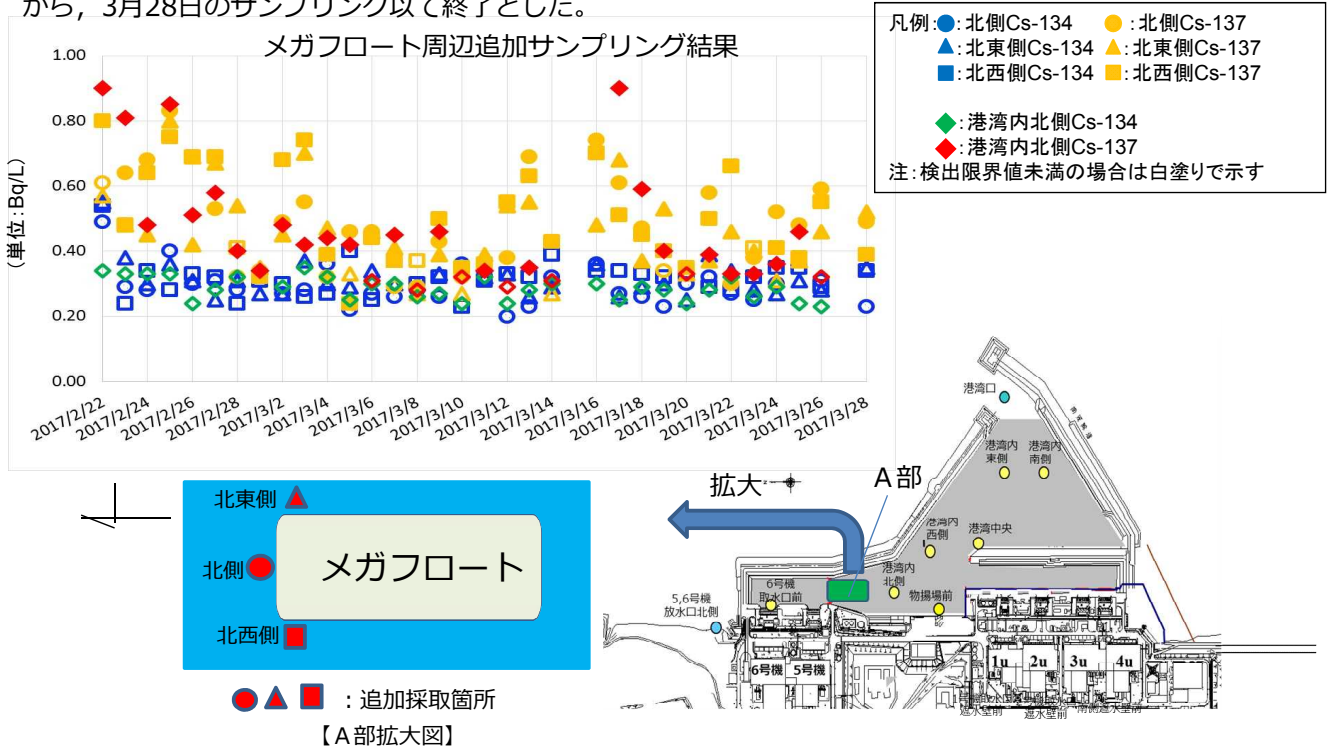 から，3月28日のサンプリング以て終了とした。
メガフロート周辺追加サンプリング結果
(単位:Bq/L)
1.00
0.80
0.60
0.40
0.20
0.00
2017/2/22
2017/2/24
2017/2/26
2017/2/28
2017/3/2
2017/3/4
2017/3/6
2017/3/8
2017/3/10
2017/3/12
2017/3/14
2017/3/16
2017/3/18
2017/3/20
2017/3/22
2017/3/24
2017/3/26
2017/3/28
凡例:●:北側Cs-134 ●:北側Cs-137
▲:北東側Cs-134 ▲:北東側Cs-137
■:北西側Cs-134 ■:北西側Cs-137
◆:港湾内北側Cs-134
◆:港湾内北側Cs-137
注:検出限界値未満の場合は白塗りで示す
北東側
北側
メガフロート
北西側
●▲■：追加採取箇所
【A部拡大図】
拡大
A部
港湾口
港湾内
東側
港湾内
南側
港湾内
西側
港湾中央
港湾内
北側
物揚場前
6号機
取水口前
5,6号機
放水口北側
6号機
5号機
1u
2u
3u
4u